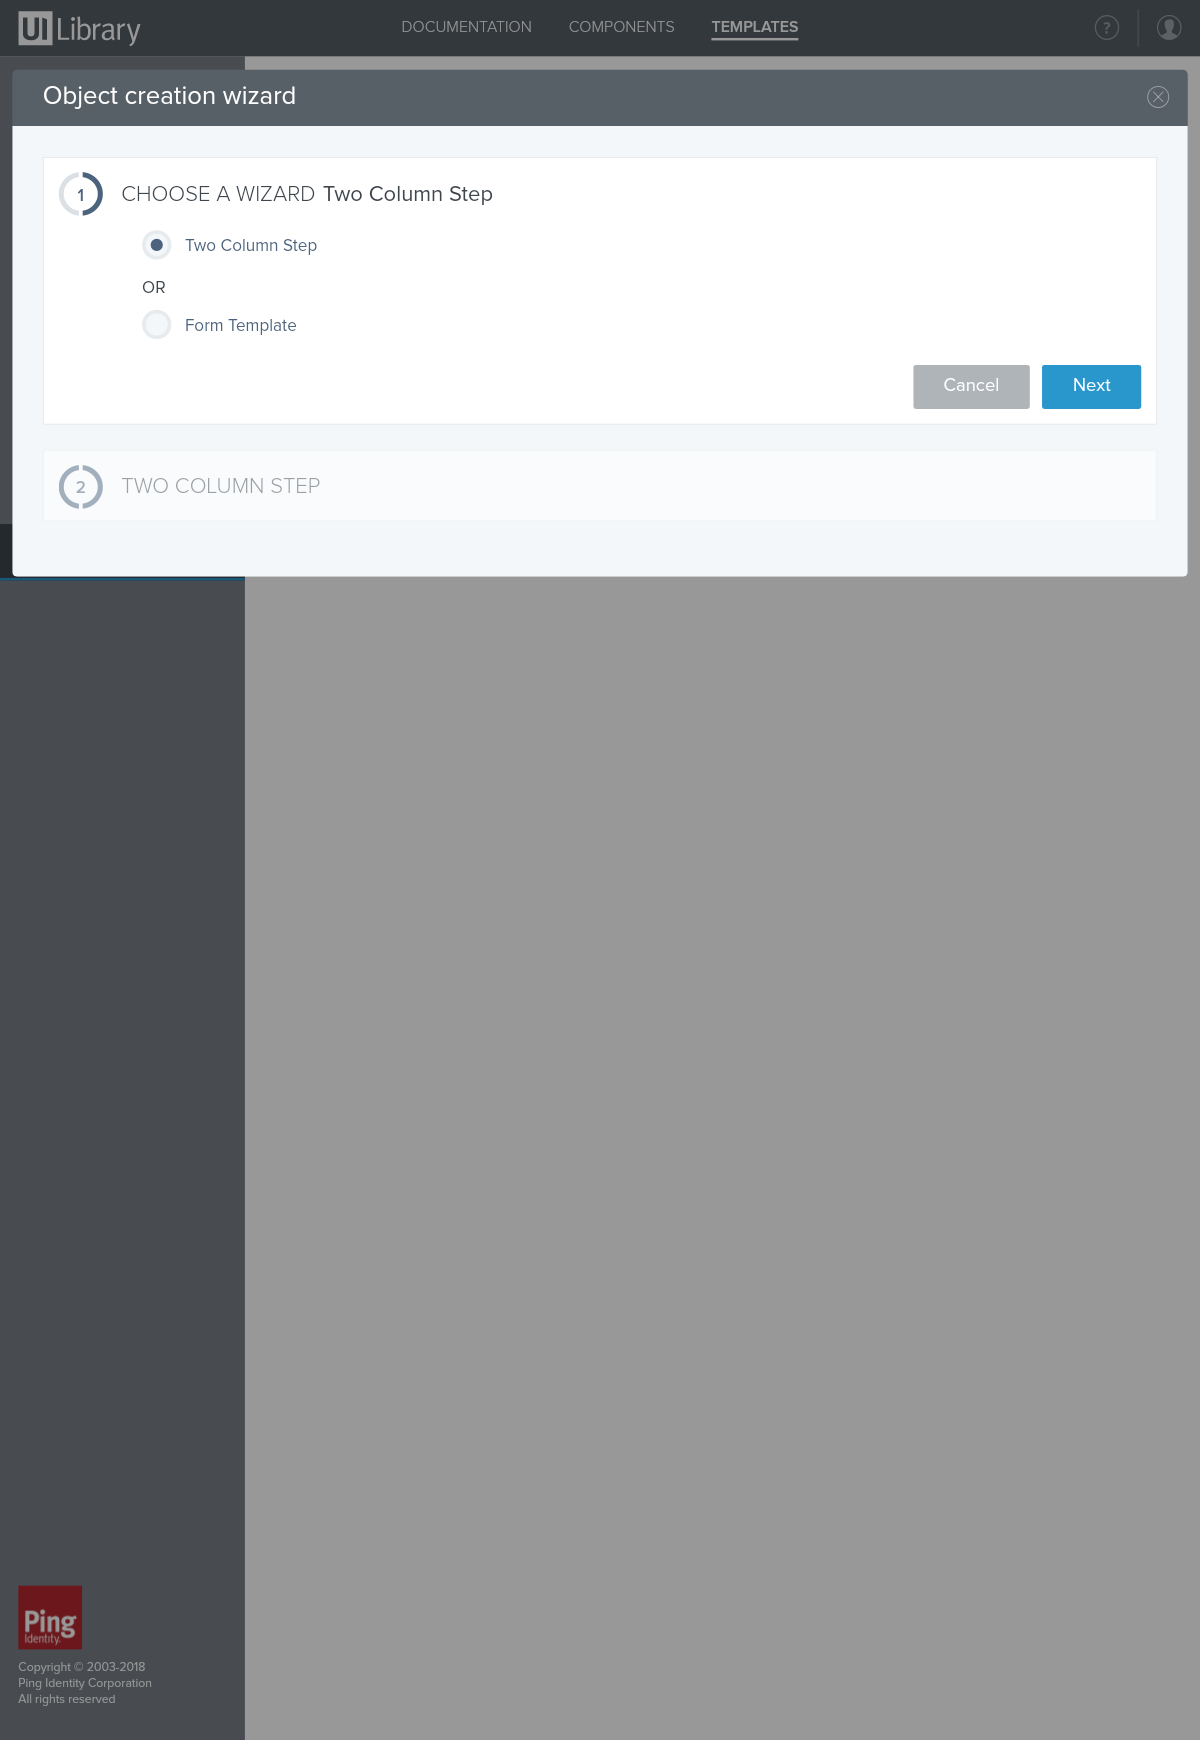 UI Library
DOCUMENTATION
COMPONENTS
TEMPLATES
?
Object creation wizard
1
CHOOSE A WIZARD Two Column Step
Two Column Step
OR
Form Template
Cancel
Next
2
TWO COLUMN STEP
Ping
Identity.
Copyright © 2003-2018
Ping Identity Corporation
All rights reserved